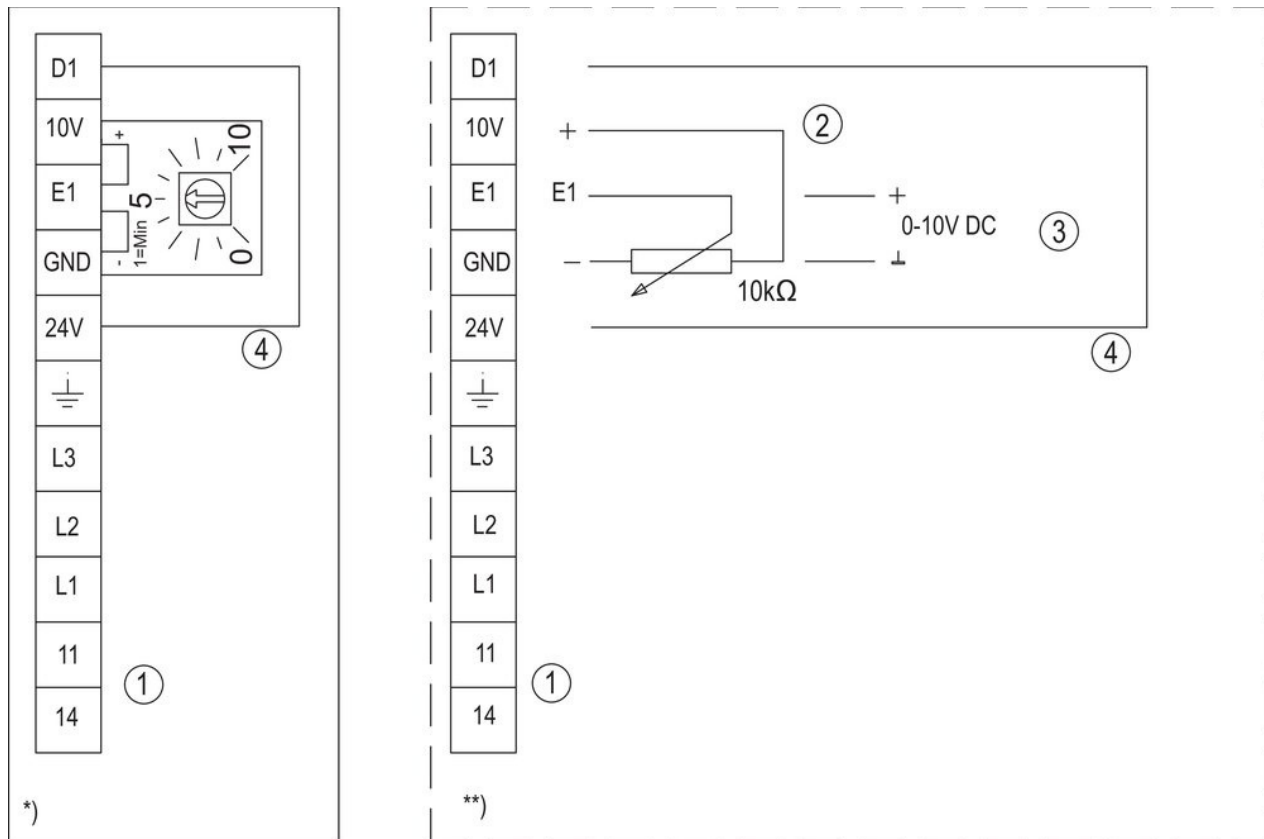 D1
10V
E1
GND
24V
L3
L2
L1
11
14
+
-
1=Min
0
5
10
4
1
*)
D1
10V
E1
GND
24V
L3
L2
L1
11
14
+
E1
–
10kΩ
2
+
0-10V DC
⊥
3
4
1
**)